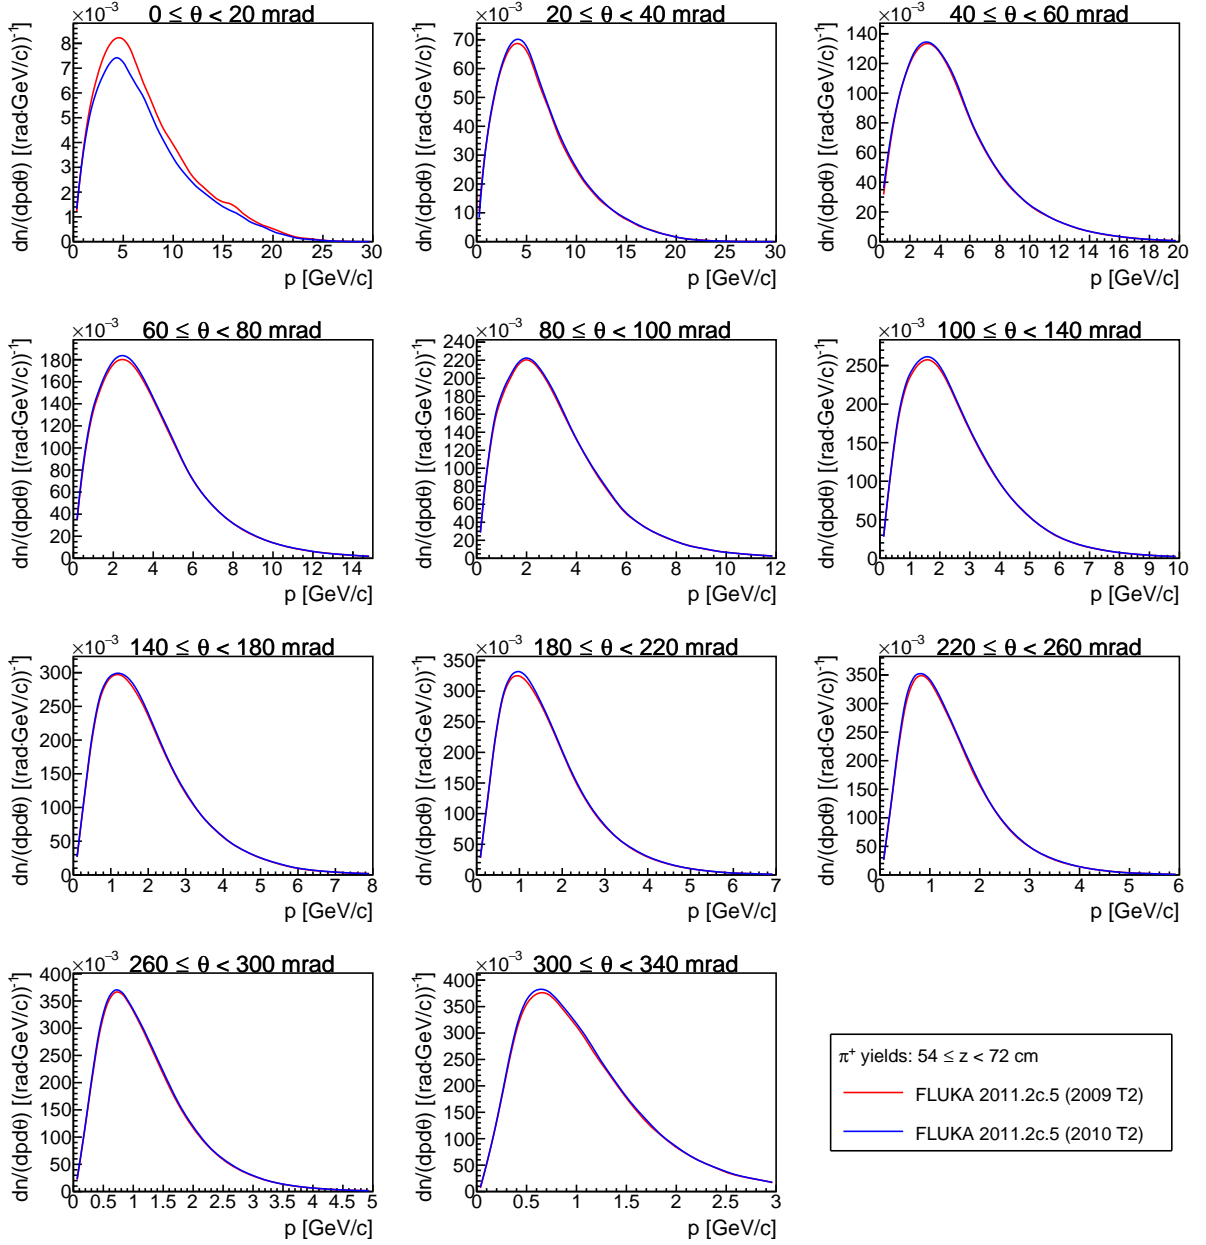 ×10⁻³ 0 ≤ θ < 20 mrad
dn/(dpdθ) [(rad·GeV/c))⁻¹]
8
7
6
5
4
3
2
1
0
0 5 10 15 20 25 30
p [GeV/c]
×10⁻³ 20 ≤ θ < 40 mrad
dn/(dpdθ) [(rad·GeV/c))⁻¹]
70
60
50
40
30
20
10
0
0 5 10 15 20 25 30
p [GeV/c]
×10⁻³ 40 ≤ θ < 60 mrad
dn/(dpdθ) [(rad·GeV/c))⁻¹]
140
120
100
80
60
40
20
0
0 2 4 6 8 10 12 14 16 18 20
p [GeV/c]
×10⁻³ 60 ≤ θ < 80 mrad
dn/(dpdθ) [(rad·GeV/c))⁻¹]
180
160
140
120
100
80
60
40
20
0
0 2 4 6 8 10 12 14
p [GeV/c]
×10⁻³ 80 ≤ θ < 100 mrad
dn/(dpdθ) [(rad·GeV/c))⁻¹]
240
220
200
180
160
140
120
100
80
60
40
20
0
0 2 4 6 8 10 12
p [GeV/c]
×10⁻³ 100 ≤ θ < 140 mrad
dn/(dpdθ) [(rad·GeV/c))⁻¹]
250
200
150
100
50
0
0 1 2 3 4 5 6 7 8 9 10
p [GeV/c]
×10⁻³ 140 ≤ θ < 180 mrad
dn/(dpdθ) [(rad·GeV/c))⁻¹]
300
250
200
150
100
50
0
0 1 2 3 4 5 6 7 8
p [GeV/c]
×10⁻³ 180 ≤ θ < 220 mrad
dn/(dpdθ) [(rad·GeV/c))⁻¹]
350
300
250
200
150
100
50
0
0 1 2 3 4 5 6 7
p [GeV/c]
×10⁻³ 220 ≤ θ < 260 mrad
dn/(dpdθ) [(rad·GeV/c))⁻¹]
350
300
250
200
150
100
50
0
0 1 2 3 4 5 6
p [GeV/c]
×10⁻³ 260 ≤ θ < 300 mrad
dn/(dpdθ) [(rad·GeV/c))⁻¹]
400
350
300
250
200
150
100
50
0
0 0.5 1 1.5 2 2.5 3 3.5 4 4.5 5
p [GeV/c]
×10⁻³ 300 ≤ θ < 340 mrad
dn/(dpdθ) [(rad·GeV/c))⁻¹]
400
350
300
250
200
150
100
50
0
0 0.5 1 1.5 2 2.5 3
p [GeV/c]
π⁺ yields: 54 ≤ z < 72 cm
FLUKA 2011.2c.5 (2009 T2)
FLUKA 2011.2c.5 (2010 T2)